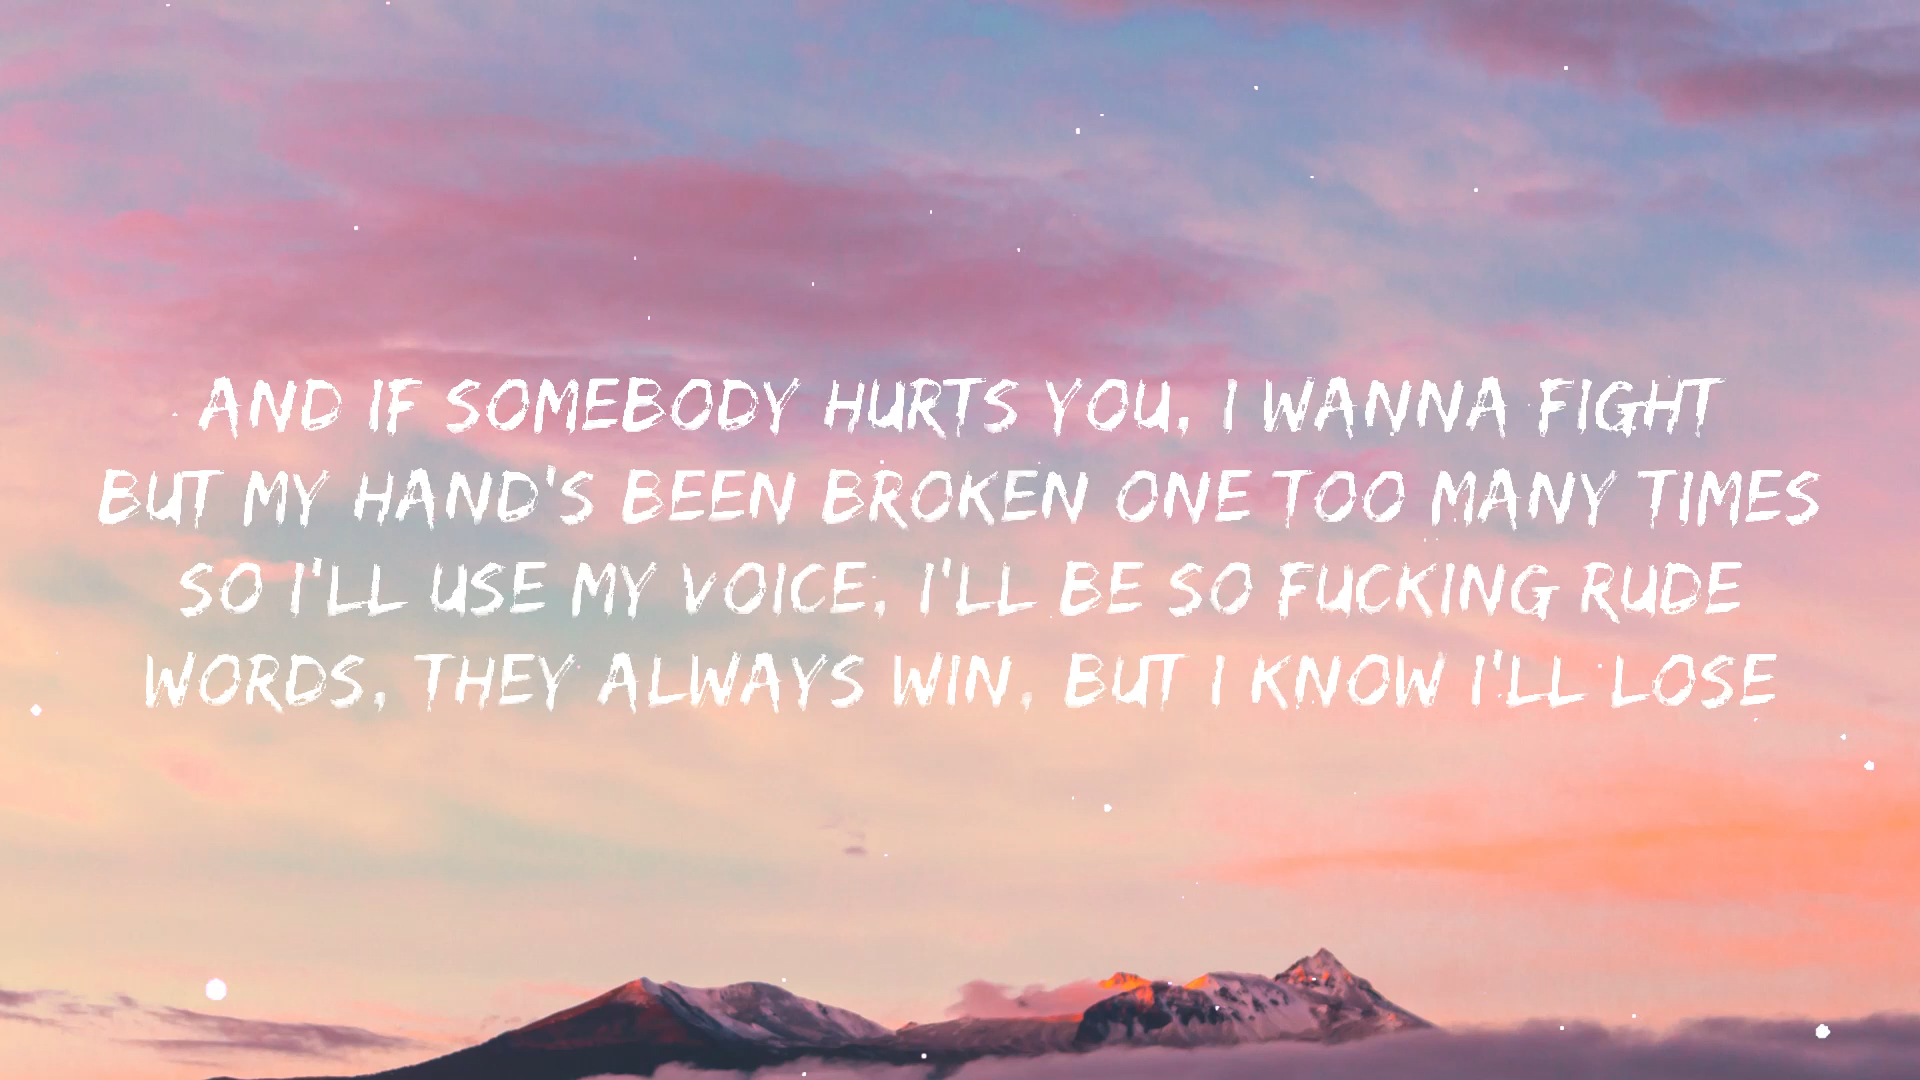 AND IF SOMEBODY HURTS YOU, I WANNA FIGHT
BUT MY HAND'S BEEN BROKEN ONE TOO MANY TIMES
SO I'LL USE MY VOICE, I'LL BE SO FUCKING RUDE
WORDS, THEY ALWAYS WIN, BUT I KNOW I'LL LOSE